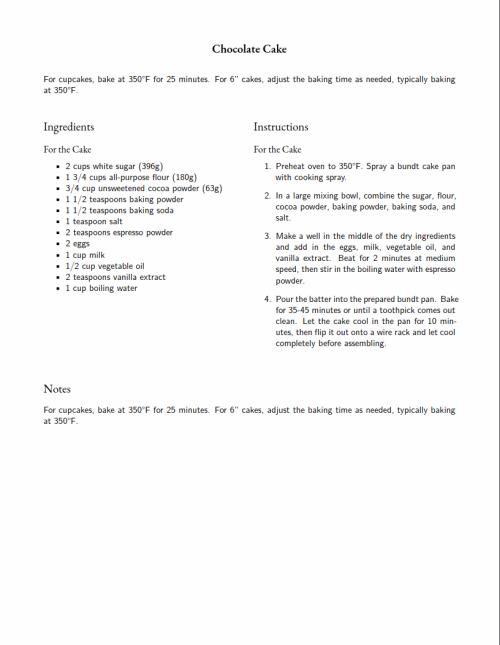 Chocolate Cake
For cupcakes, bake at 350°F for 25 minutes. For 6" cakes, adjust the baking time as needed, typically baking
at 350°F.
Ingredients
For the Cake
▪ 2 cups white sugar (396g)
▪ 1 3/4 cups all-purpose flour (180g)
▪ 3/4 cup unsweetened cocoa powder (63g)
▪ 1 1/2 teaspoons baking powder
▪ 1 1/2 teaspoons baking soda
▪ 1 teaspoon salt
▪ 2 teaspoons espresso powder
▪ 2 eggs
▪ 1 cup milk
▪ 1/2 cup vegetable oil
▪ 2 teaspoons vanilla extract
▪ 1 cup boiling water
Instructions
For the Cake
1. Preheat oven to 350°F. Spray a bundt cake pan
with cooking spray.
2. In a large mixing bowl, combine the sugar, flour,
cocoa powder, baking powder, baking soda, and
salt.
3. Make a well in the middle of the dry ingredients
and add in the eggs, milk, vegetable oil, and
vanilla extract. Beat for 2 minutes at medium
speed, then stir in the boiling water with espresso
powder.
4. Pour the batter into the prepared bundt pan. Bake
for 35-45 minutes or until a toothpick comes out
clean. Let the cake cool in the pan for 10 min-
utes, then flip it out onto a wire rack and let cool
completely before assembling.
Notes
For cupcakes, bake at 350°F for 25 minutes. For 6" cakes, adjust the baking time as needed, typically baking
at 350°F.